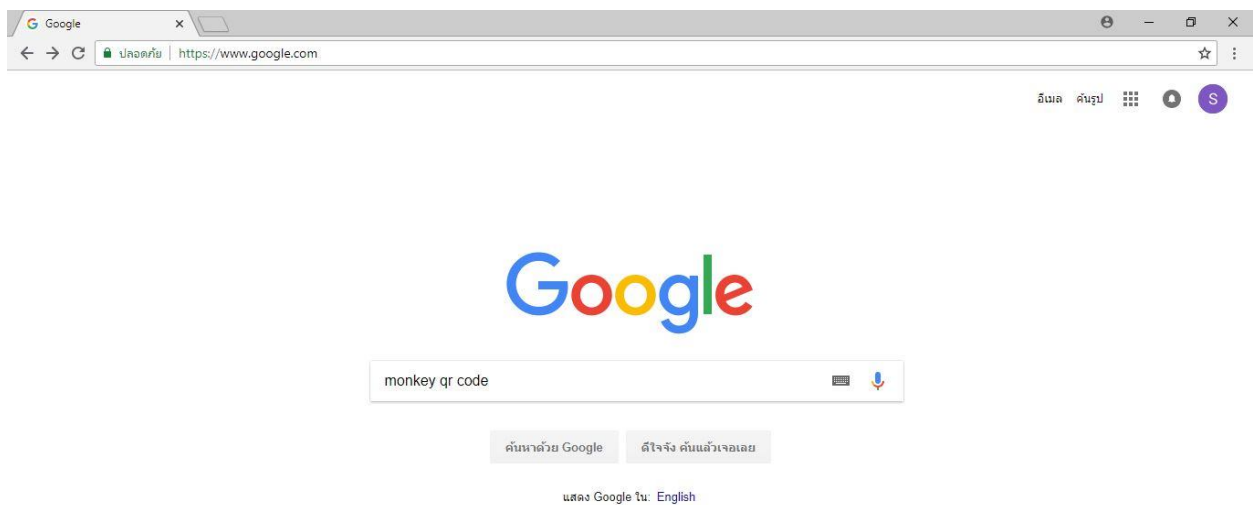 Google
ปลอดภัย | https://www.google.com
อีเมล ค้นรูป S
Google
monkey qr code
ค้นหาด้วย Google ดีใจจัง ค้นแล้วเจอเลย
แสดง Google ใน: English